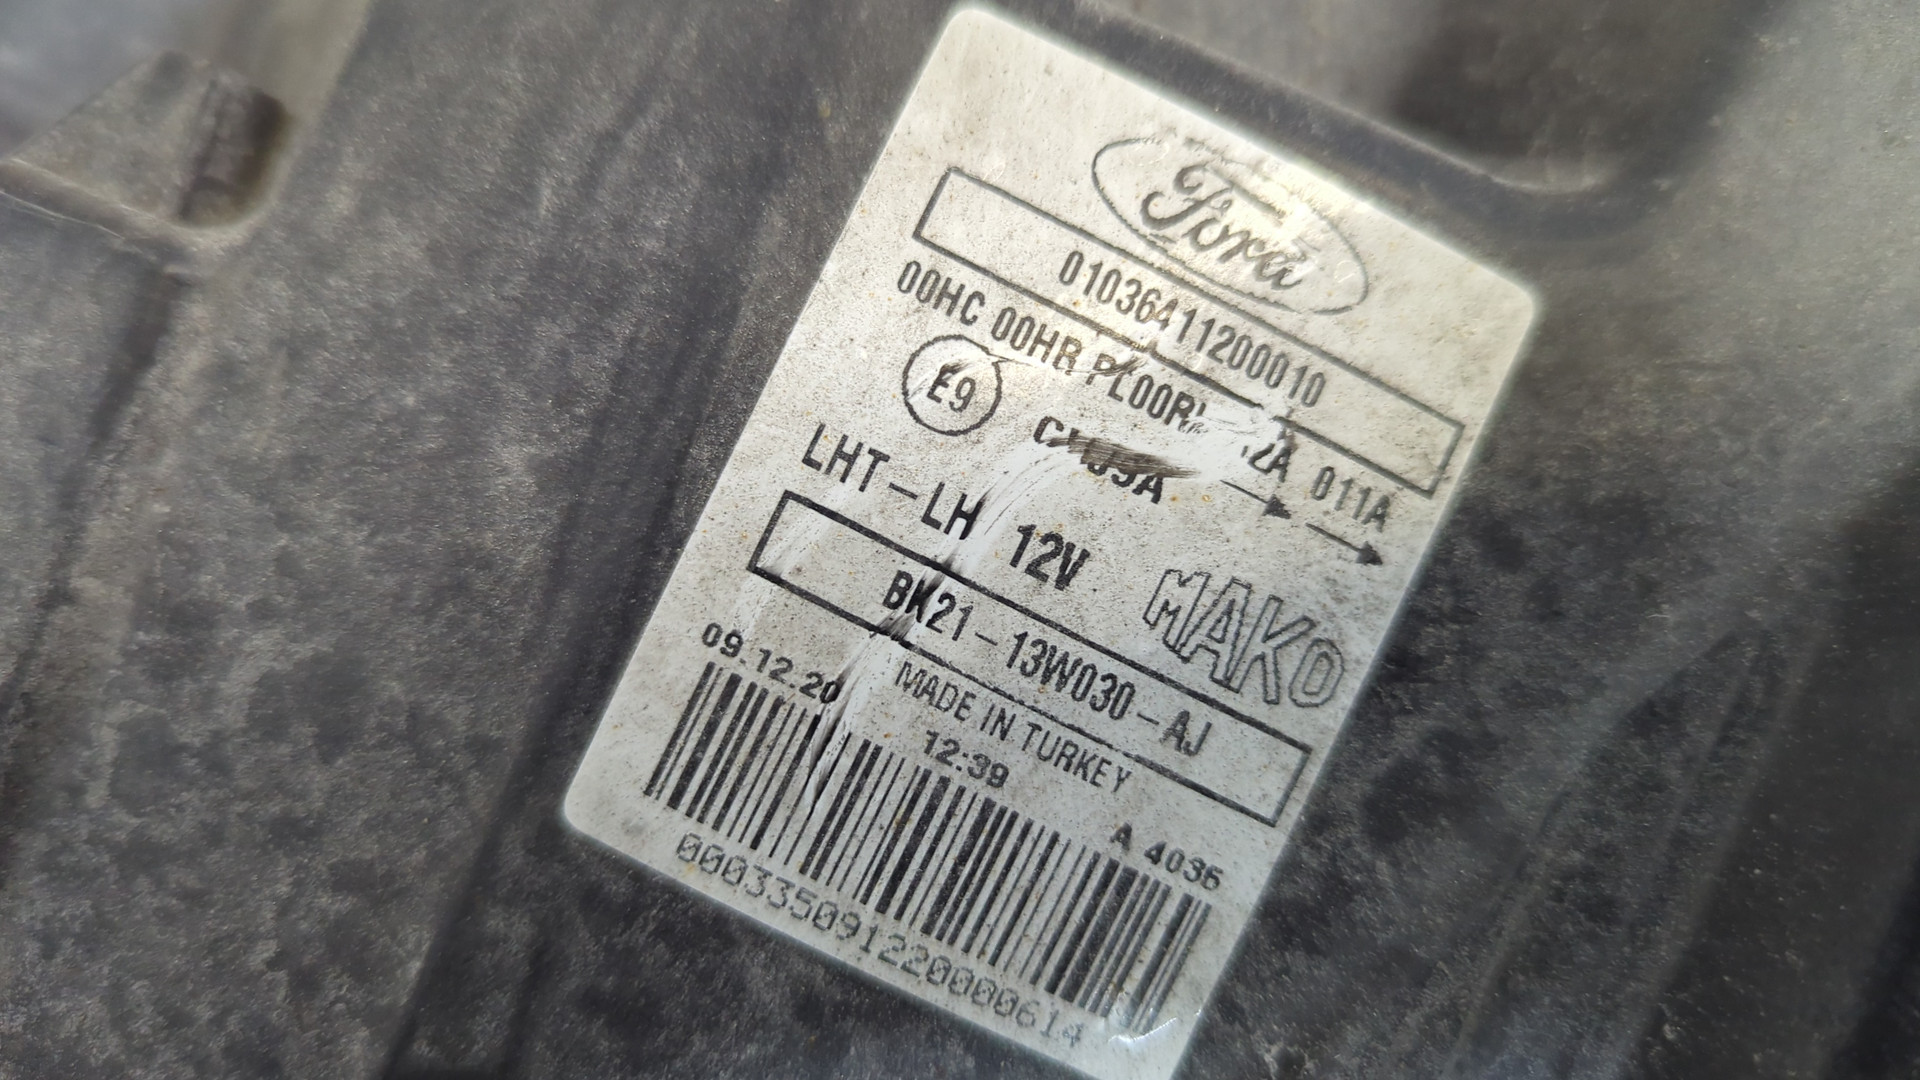 Ford
01036411200010
00HC 00HR PL00R 011A
E9
LHT-LH 12V
MAKO
BK21-13W030-AJ
MADE IN TURKEY
09.12.20 12:39 A 4036
0003350912200000614